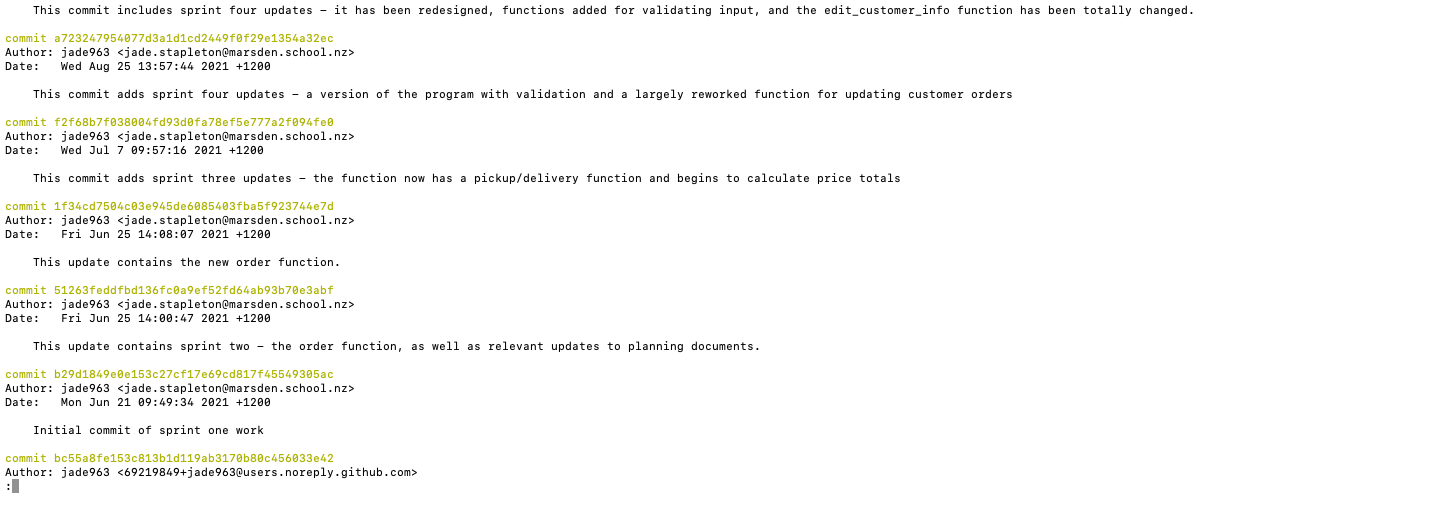 This commit includes sprint four updates – it has been redesigned, functions added for validating input, and the edit_customer_info function has been totally changed.
commit a723247954077d3a1d1cd2449f0f29e1354a32ec
Author: jade963 <jade.stapleton@marsden.school.nz>
Date:   Wed Aug 25 13:57:44 2021 +1200
This commit adds sprint four updates – a version of the program with validation and a largely reworked function for updating customer orders
commit f2f68b7f038004fd93d0fa78ef5e777a2f094fe0
Author: jade963 <jade.stapleton@marsden.school.nz>
Date:   Wed Jul 7 09:57:16 2021 +1200
This commit adds sprint three updates – the function now has a pickup/delivery function and begins to calculate price totals
commit 1f34cd7504c03e945de6085403fba5f923744e7d
Author: jade963 <jade.stapleton@marsden.school.nz>
Date:   Fri Jun 25 14:08:07 2021 +1200
This update contains the new order function.
commit 51263feddfbd136fc0a9ef52fd64ab93b70e3abf
Author: jade963 <jade.stapleton@marsden.school.nz>
Date:   Fri Jun 25 14:00:47 2021 +1200
This update contains sprint two – the order function, as well as relevant updates to planning documents.
commit b29d1849e0e153c27cf17e69cd817f45549305ac
Author: jade963 <jade.stapleton@marsden.school.nz>
Date:   Mon Jun 21 09:49:34 2021 +1200
Initial commit of sprint one work
commit bc55a8fe153c813b1d119ab3170b80c456033e42
Author: jade963 <69219849+jade963@users.noreply.github.com>
: